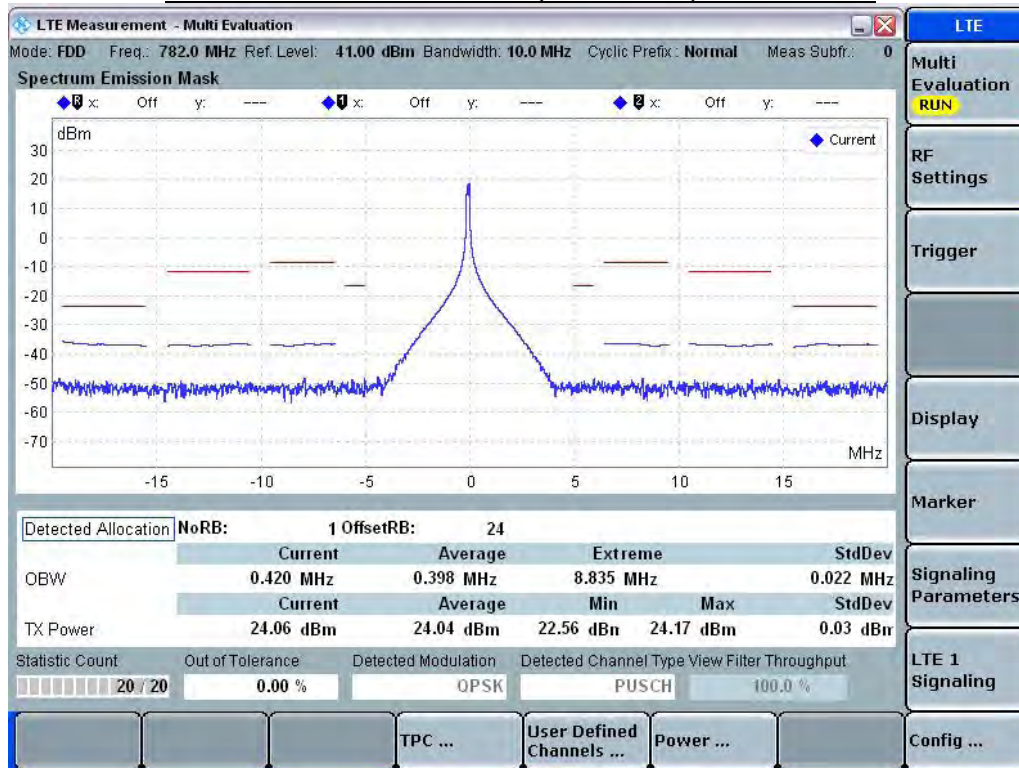 LTE Measurement - Multi Evaluation
LTE
Mode: FDD Freq.: 782.0 MHz Ref. Level: 41.00 dBm Bandwidth: 10.0 MHz Cyclic Prefix: Normal Meas Subfr.: 0
Spectrum Emission Mask
R x: Off y: --- 1 x: Off y: --- 2 x: Off y: ---
dBm
Current
30
20
10
0
-10
-20
-30
-40
-50
-60
-70
MHz
-15 -10 -5 0 5 10 15
Detected Allocation NoRB: 1 OffsetRB: 24
Current Average Extreme StdDev
OBW 0.420 MHz 0.398 MHz 8.835 MHz 0.022 MHz
Current Average Min Max StdDev
TX Power 24.06 dBm 24.04 dBm 22.56 dBm 24.17 dBm 0.03 dBm
Statistic Count Out of Tolerance Detected Modulation Detected Channel Type View Filter Throughput
20 / 20 0.00 % QPSK PUSCH 100.0 %
Multi
Evaluation
RUN
RF
Settings
Trigger
Display
Marker
Signaling
Parameters
LTE 1
Signaling
TPC ...
User Defined
Channels ...
Power ...
Config ...